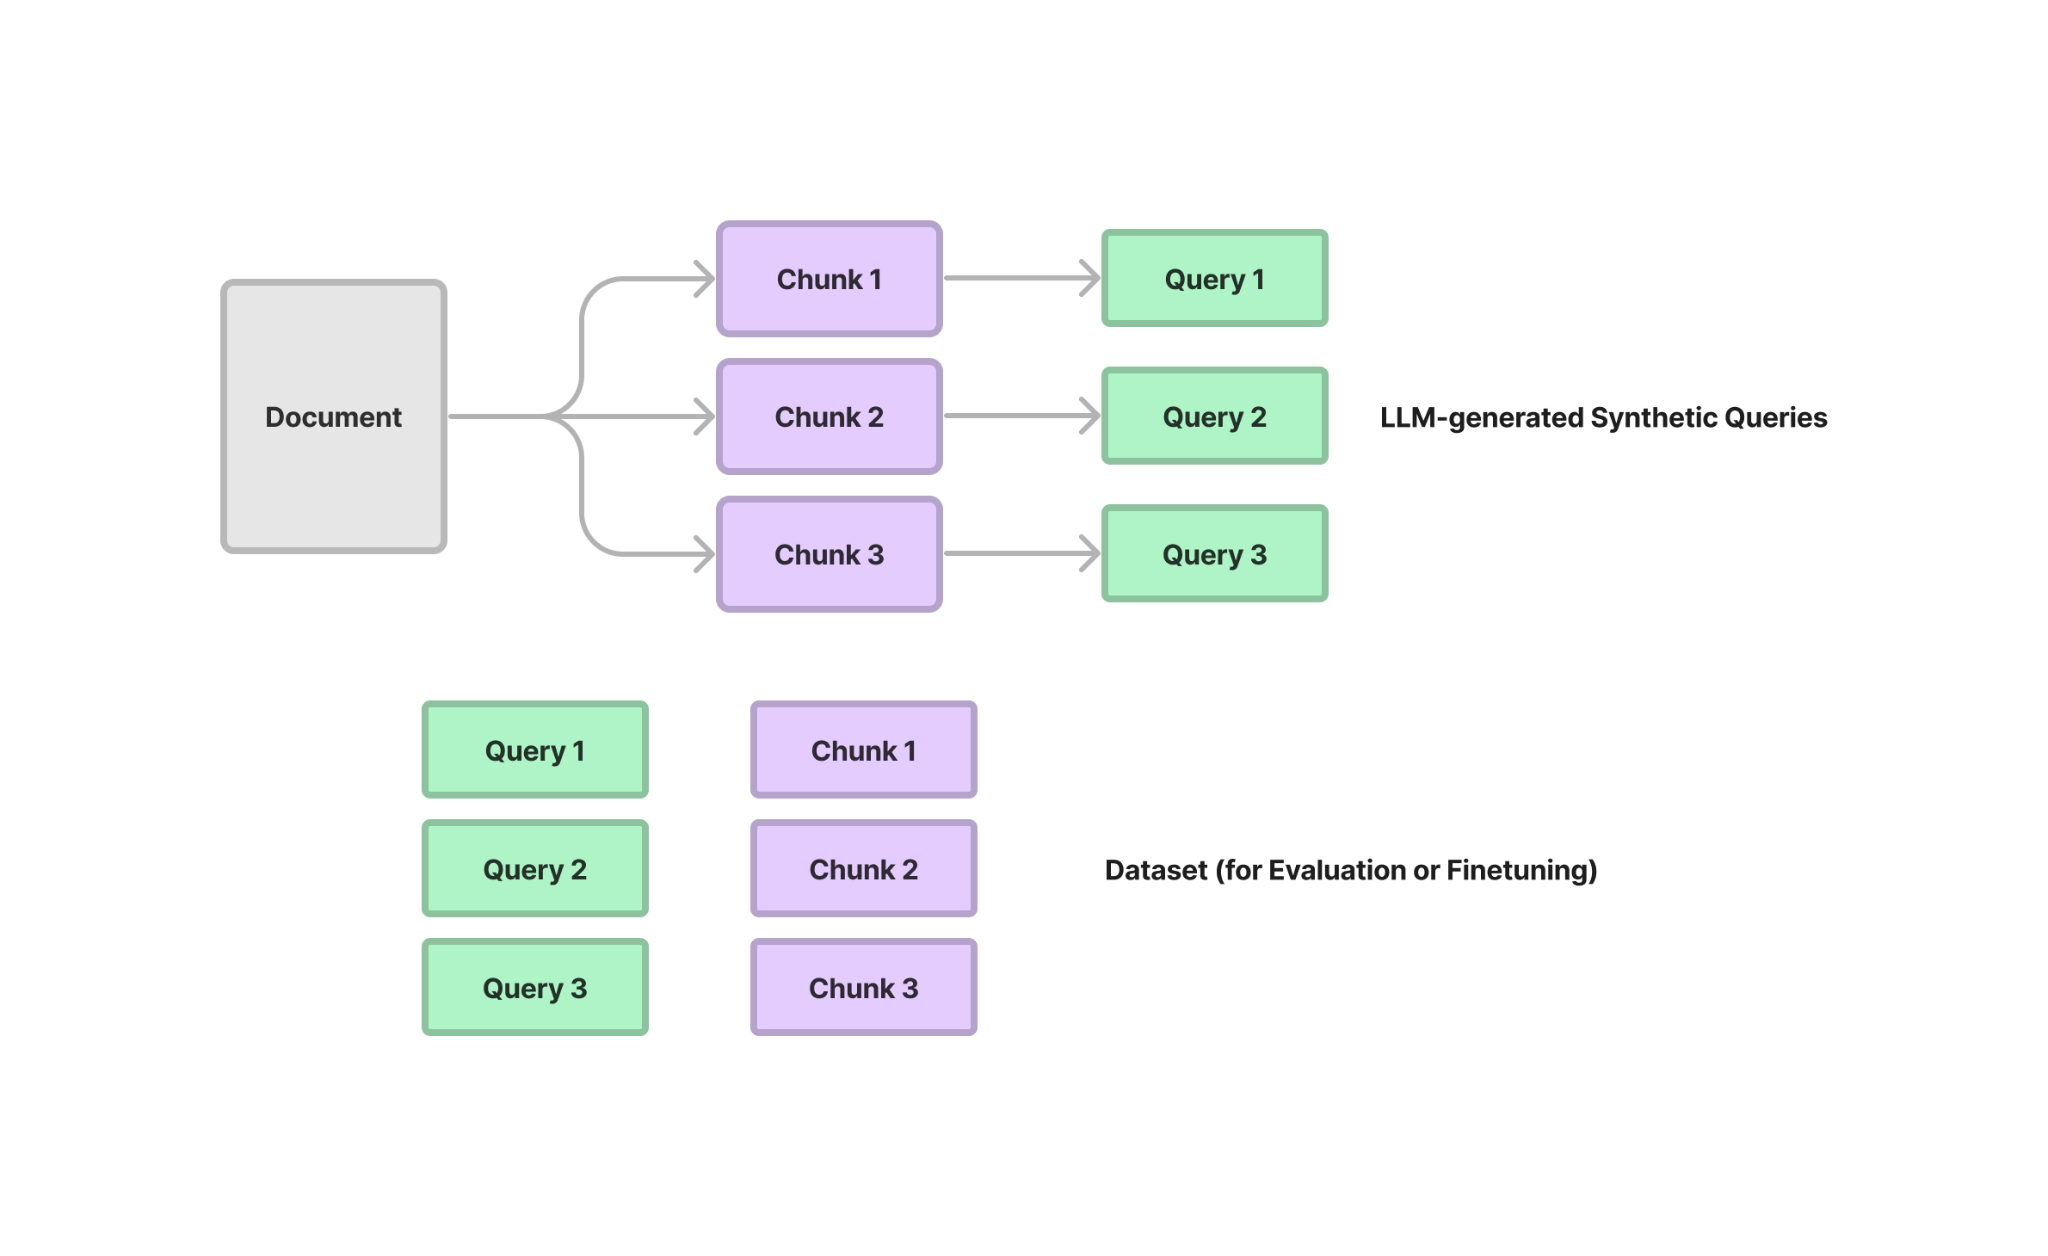 Document
Chunk 1
Query 1
Chunk 2
Query 2
LLM-generated Synthetic Queries
Chunk 3
Query 3
Query 1
Chunk 1
Query 2
Chunk 2
Dataset (for Evaluation or Finetuning)
Query 3
Chunk 3